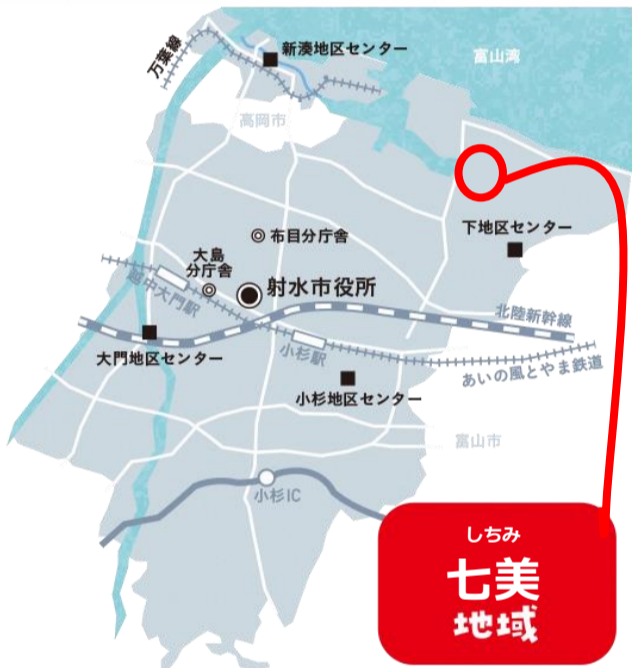 万葉線
新湊地区センター
富山湾
高岡市
下地区センター
布目分庁舎
大島
分庁舎
射水市役所
越中大門駅
北陸新幹線
大門地区センター
小杉駅
あいの風とやま鉄道
小杉地区センター
富山市
小杉IC
しちみ
七美
地域